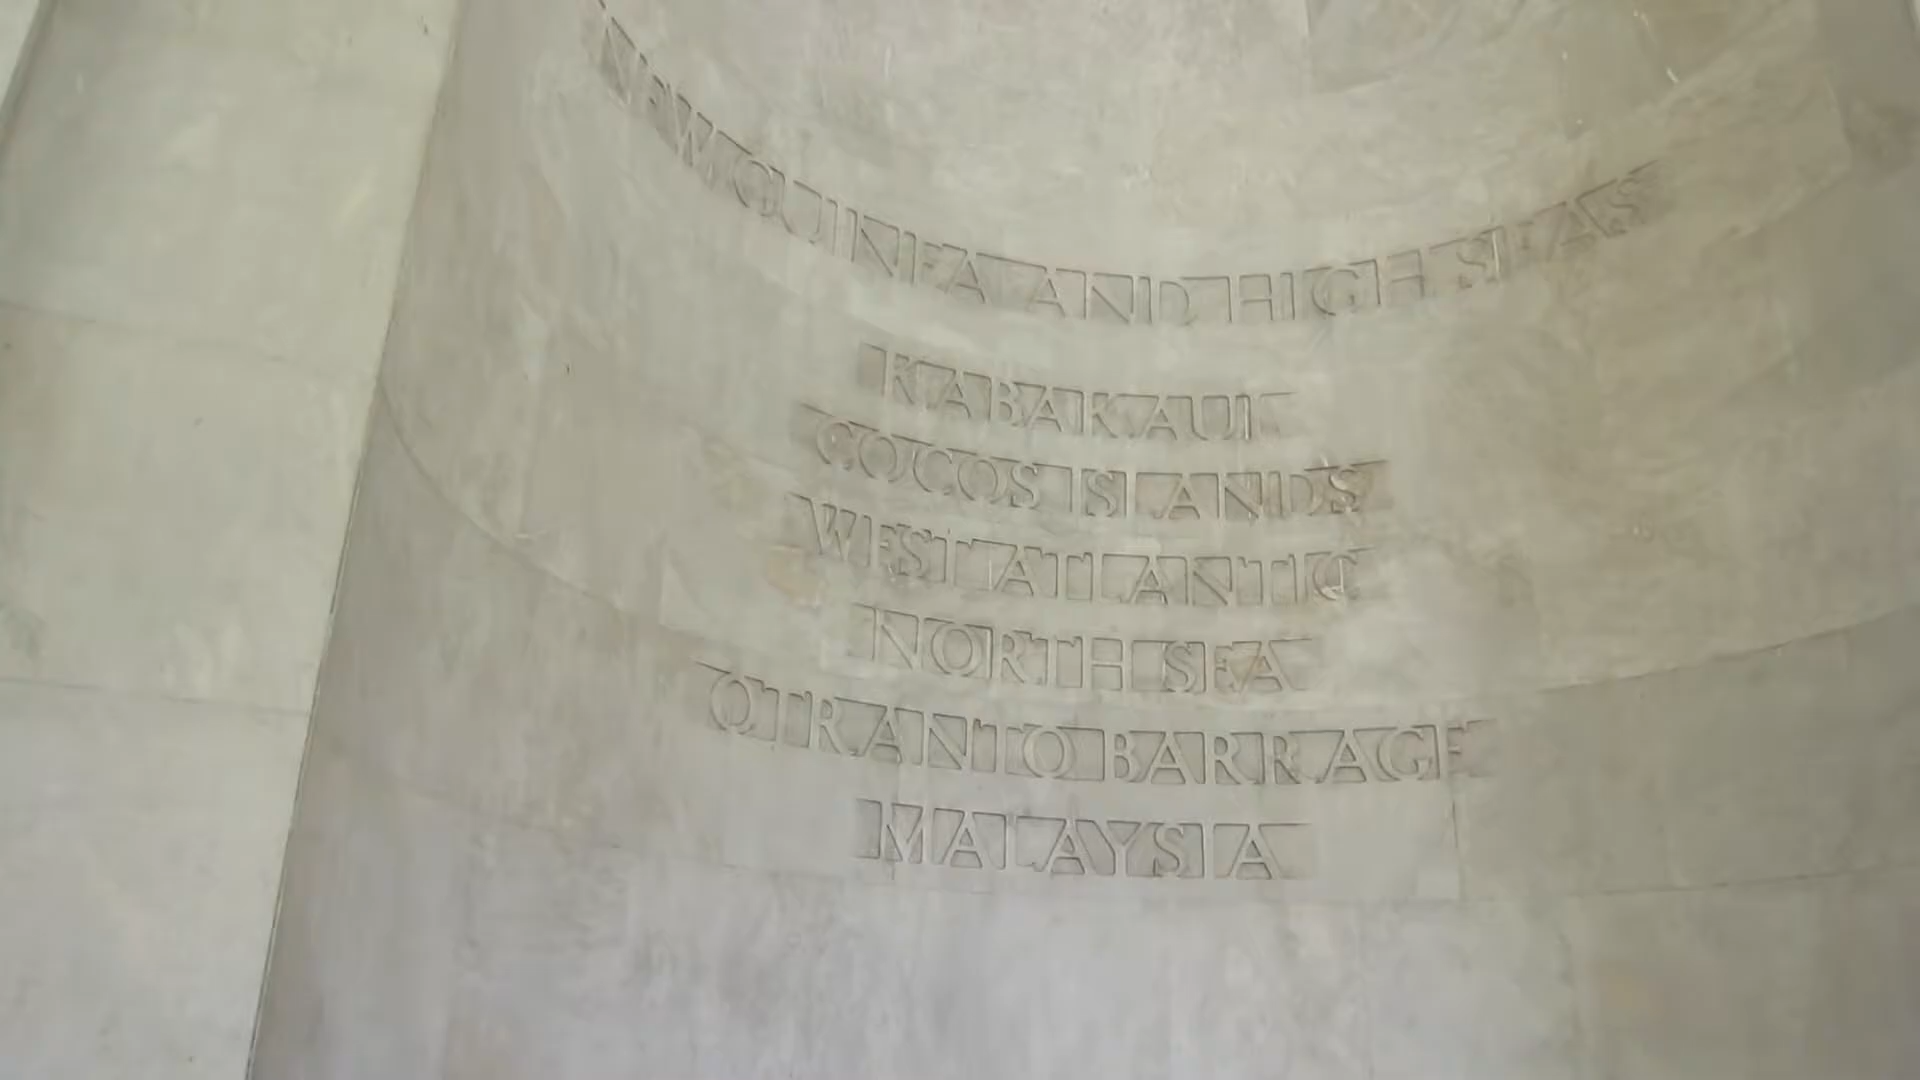 NEW GUINEA AND HIGH SEAS
KABAKAUL
COCOS ISLANDS
WEST ATLANTIC
NORTH SEA
OTRANTO BARRAGE
MALAYSIA